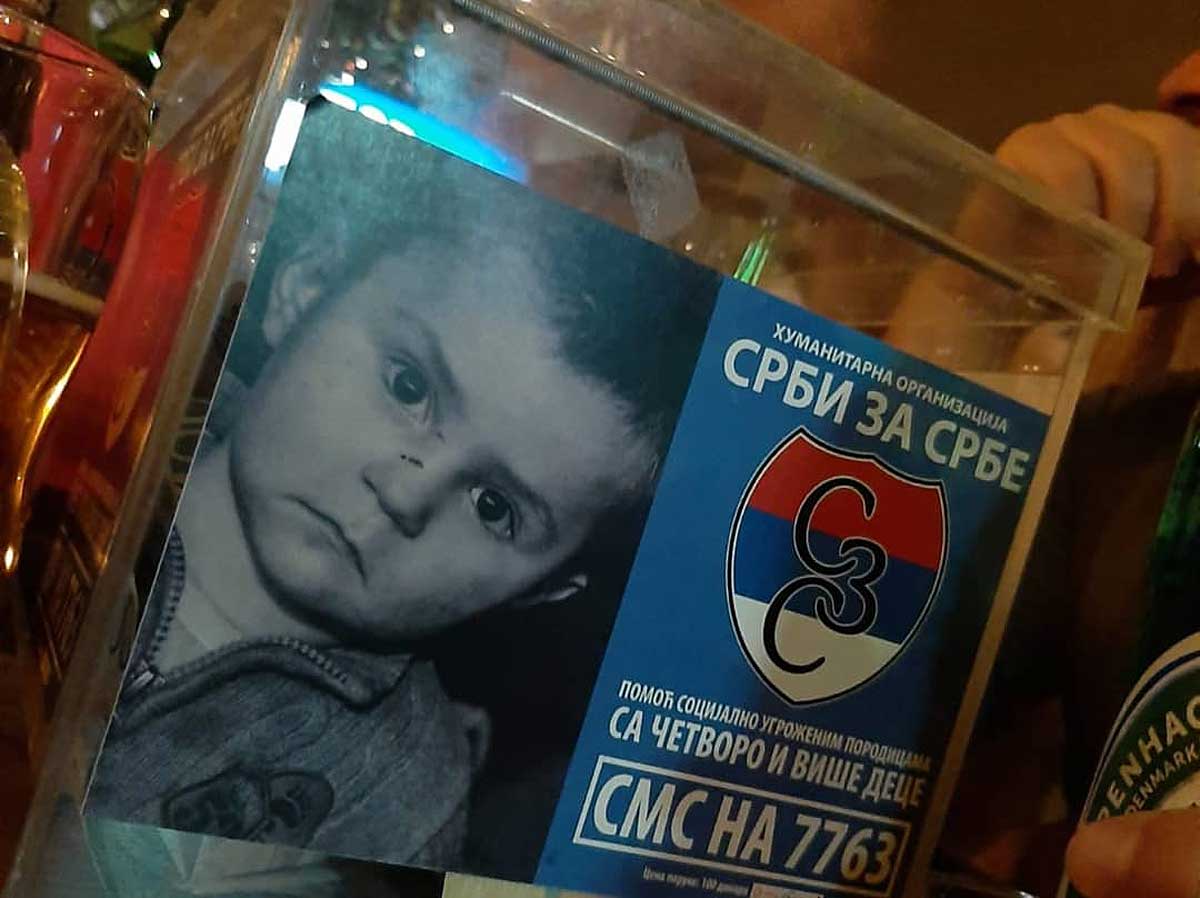 ХУМАНИТАРНА ОРГАНИЗАЦИЈА
СРБИ ЗА СРБЕ
СЗС
ПОМОЋ СОЦИЈАЛНО УГРОЖЕНИМ ПОРОДИЦАМА
СА ЧЕТВОРО И ВИШЕ ДЕЦЕ
СМС НА 7763
Цена поруке: 100 динара
PENHAG
DENMARK